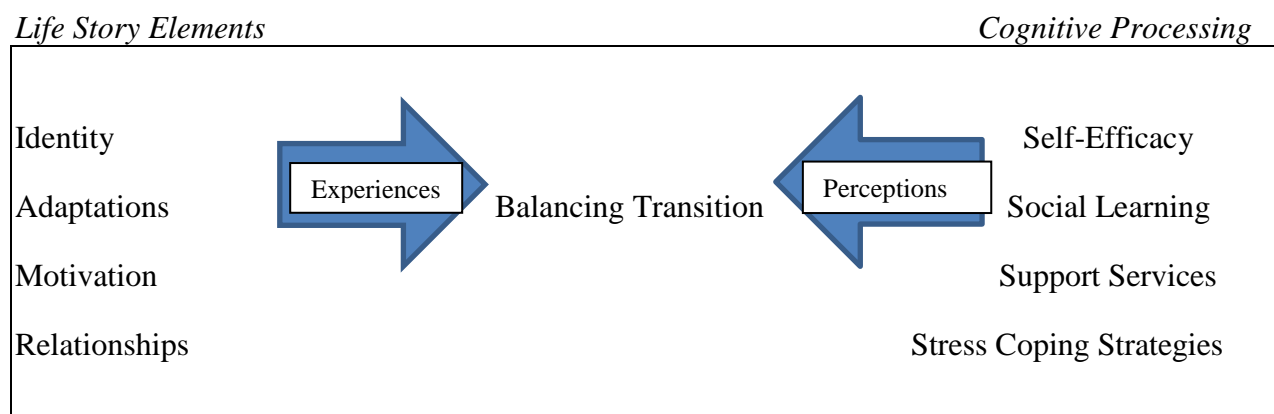 Life Story Elements Cognitive Processing
Identity Self-Efficacy
Experiences Perceptions
Adaptations Balancing Transition Social Learning
Motivation Support Services
Relationships Stress Coping Strategies